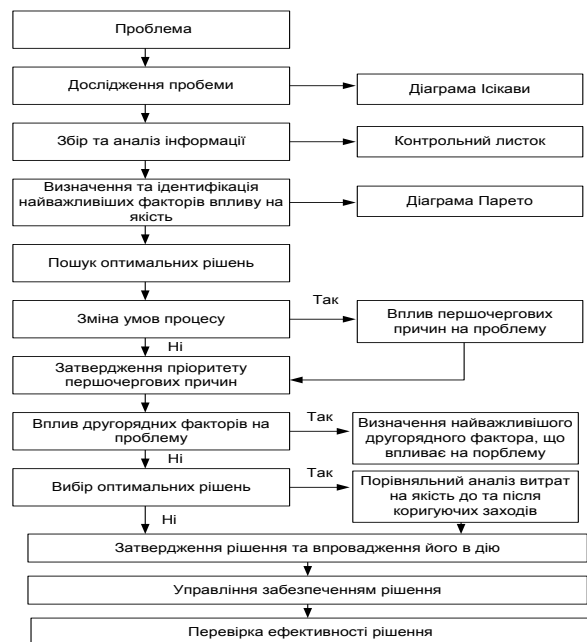 Проблема
Дослідження пробеми
Діаграма Ісікави
Збір та аналіз інформації
Контрольний листок
Визначення та ідентифікація
найважливіших факторів впливу на
якість
Діаграма Парето
Пошук оптимальних рішень
Зміна умов процесу
Так
Вплив першочергових
причин на проблему
Ні
Затвердження пріоритету
першочергових причин
Вплив другорядних факторів на
проблему
Так
Визначення найважливішого
другорядного фактора, що
впливає на порблему
Ні
Вибір оптимальних рішень
Так
Порівняльний аналіз витрат
на якість до та після
коригуючих заходів
Ні
Затвердження рішення та впровадження його в дію
Управління забезпеченням рішення
Перевірка ефективності рішення